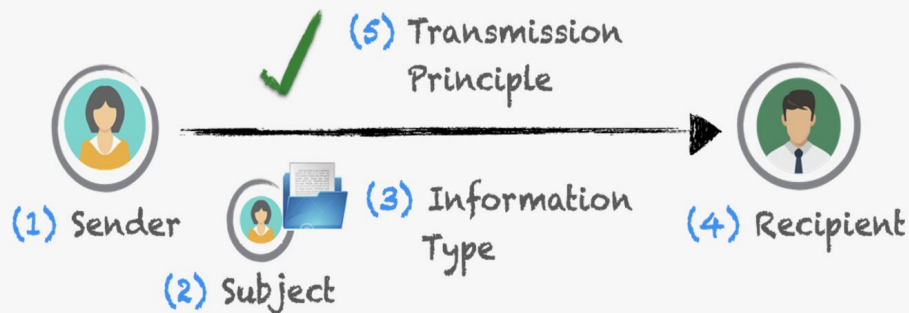 (5) Transmission
Principle
(1) Sender
(3) Information
Type
(4) Recipient
(2) Subject